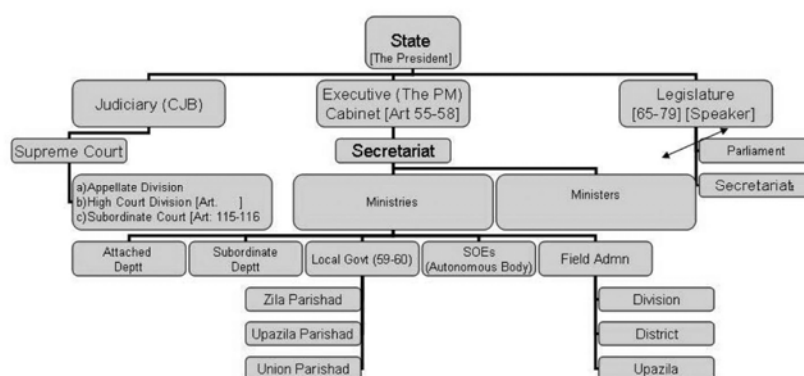 State
[The President]
Judiciary (CJB)
Executive (The PM)
Cabinet [Art 55-58]
Legislature
[65-79] [Speaker]
Supreme Court
Secretariat
Parliament
Secretariat
a)Appellate Division
b)High Court Division [Art. ]
c)Subordinate Court [Art: 115-116
Ministries
Ministers
Attached
Deptt
Subordinate
Deptt
Local Govt (59-60)
SOEs
(Autonomous Body)
Field Admn
Zila Parishad
Division
Upazila Parishad
District
Union Parishad
Upazila